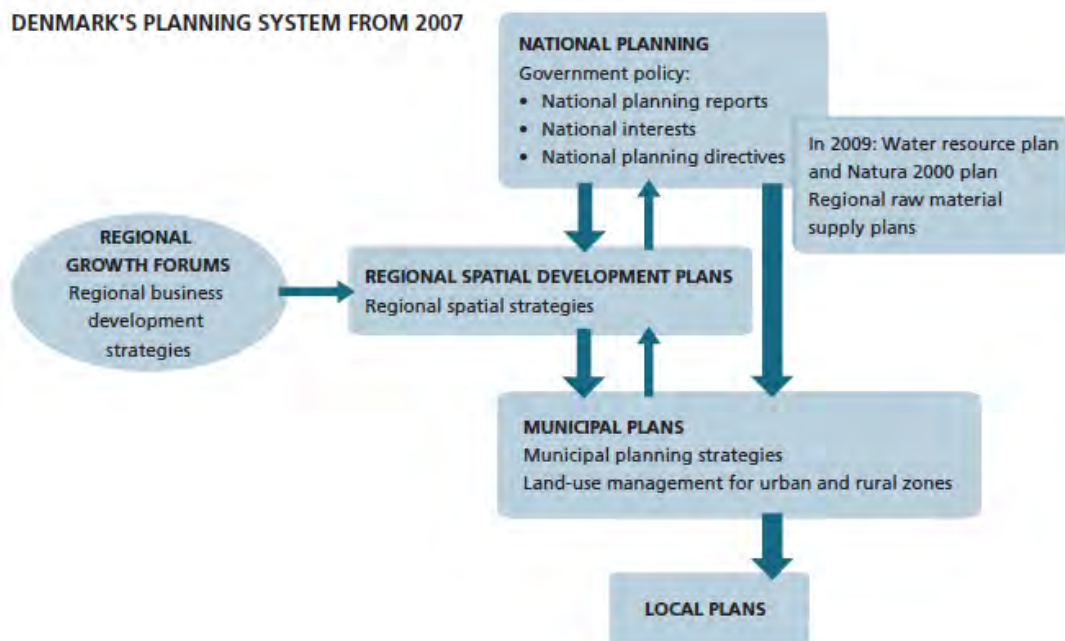 DENMARK'S PLANNING SYSTEM FROM 2007
NATIONAL PLANNING
Government policy:
• National planning reports
• National interests
• National planning directives
In 2009: Water resource plan
and Natura 2000 plan
Regional raw material
supply plans
REGIONAL
GROWTH FORUMS
Regional business
development
strategies
REGIONAL SPATIAL DEVELOPMENT PLANS
Regional spatial strategies
MUNICIPAL PLANS
Municipal planning strategies
Land-use management for urban and rural zones
LOCAL PLANS